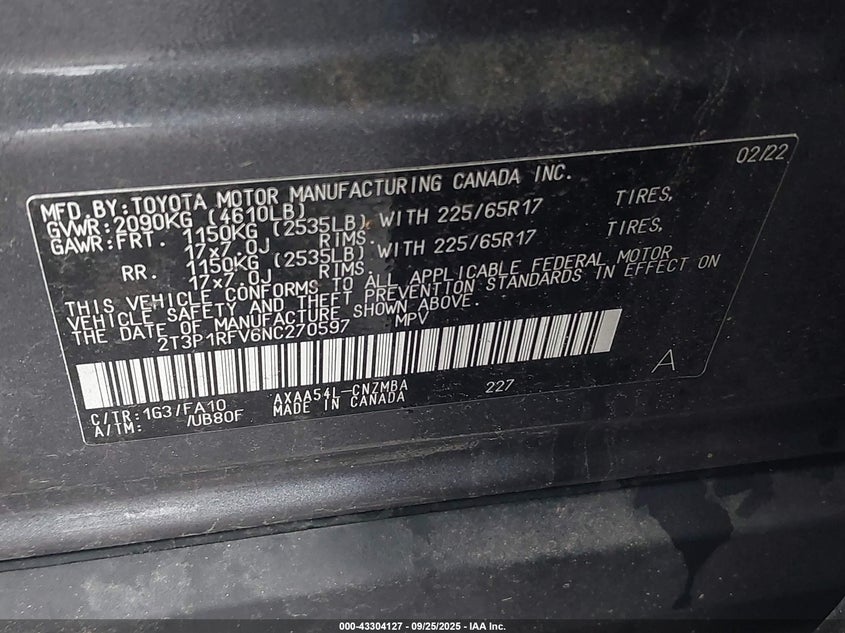 02/22
MFD.BY:TOYOTA MOTOR MANUFACTURING CANADA INC.
GVWR:2090KG (4610LB)
GAWR:FRT. 1150KG (2535LB) WITH 225/65R17 TIRES,
17x7.0J RIMS.
RR. 1150KG (2535LB) WITH 225/65R17 TIRES,
17x7.0J RIMS.
THIS VEHICLE CONFORMS TO ALL APPLICABLE FEDERAL MOTOR
VEHICLE SAFETY AND THEFT PREVENTION STANDARDS IN EFFECT ON
THE DATE OF MANUFACTURE SHOWN ABOVE.
2T3P1RFV6NC270597 MPV
A
C/TR:1G3/FA10 AXAA54L-CNZMBA 227
A/TM: /UB80F MADE IN CANADA
000-43304127 - 09/25/2025 - IAA Inc.